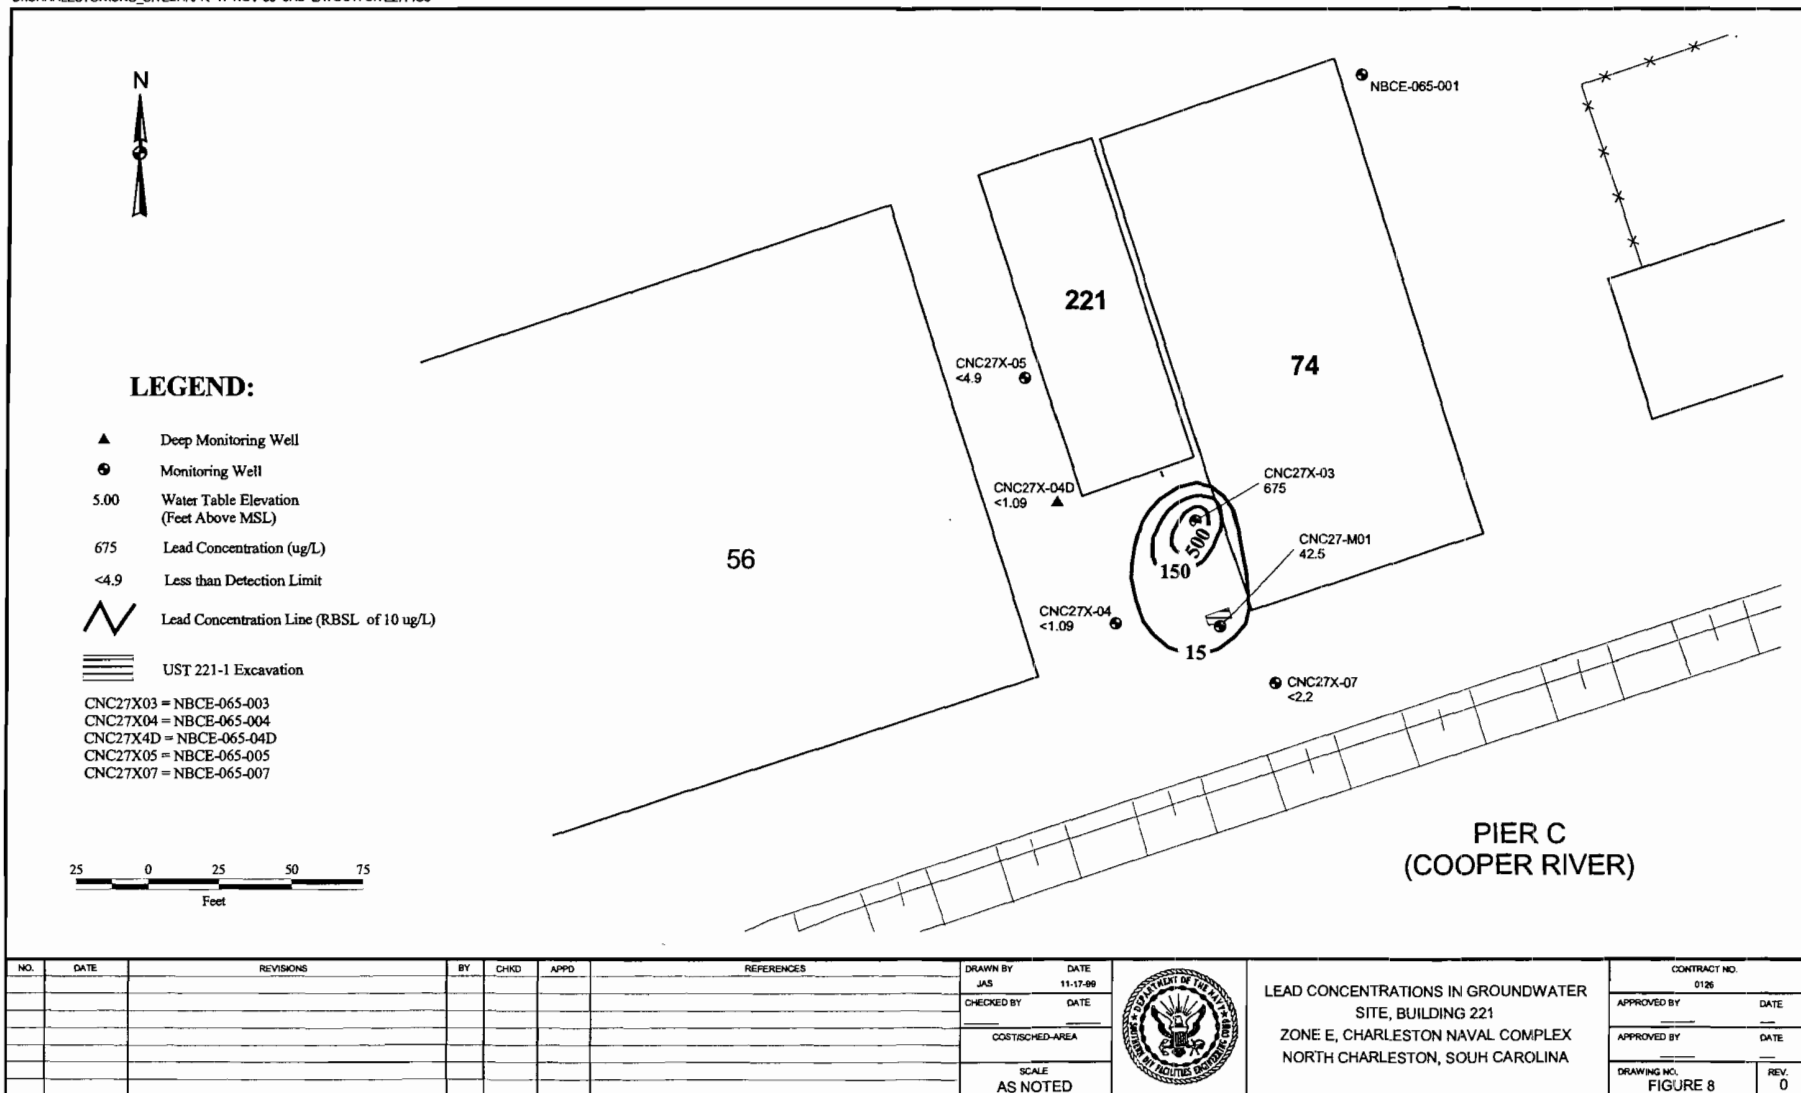 N
NBCE-065-001
221
74
CNC27X-05
<4.9
LEGEND:
Deep Monitoring Well
Monitoring Well
5.00 Water Table Elevation
(Feet Above MSL)
675 Lead Concentration (ug/L)
<4.9 Less than Detection Limit
Lead Concentration Line (RBSL of 10 ug/L)
UST 221-1 Excavation
CNC27X03 = NBCE-065-003
CNC27X04 = NBCE-065-004
CNC27X4D = NBCE-065-04D
CNC27X05 = NBCE-065-005
CNC27X07 = NBCE-065-007
CNC27X-03
675
CNC27X-04D
<1.09
500
CNC27-M01
42.5
56
150
CNC27X-04
<1.09
15
CNC27X-07
<2.2
PIER C
(COOPER RIVER)
25 0 25 50 75
Feet
NO. DATE REVISIONS BY CHKD APPD REFERENCES
DRAWN BY DATE
JAS 11-17-99
CHECKED BY DATE
COST/SCHED-AREA
SCALE
AS NOTED
DEPARTMENT OF THE NAVY
LEAD CONCENTRATIONS IN GROUNDWATER
SITE, BUILDING 221
ZONE E, CHARLESTON NAVAL COMPLEX
NORTH CHARLESTON, SOUH CAROLINA
CONTRACT NO.
0126
APPROVED BY DATE
APPROVED BY DATE
DRAWING NO. REV.
FIGURE 8 0